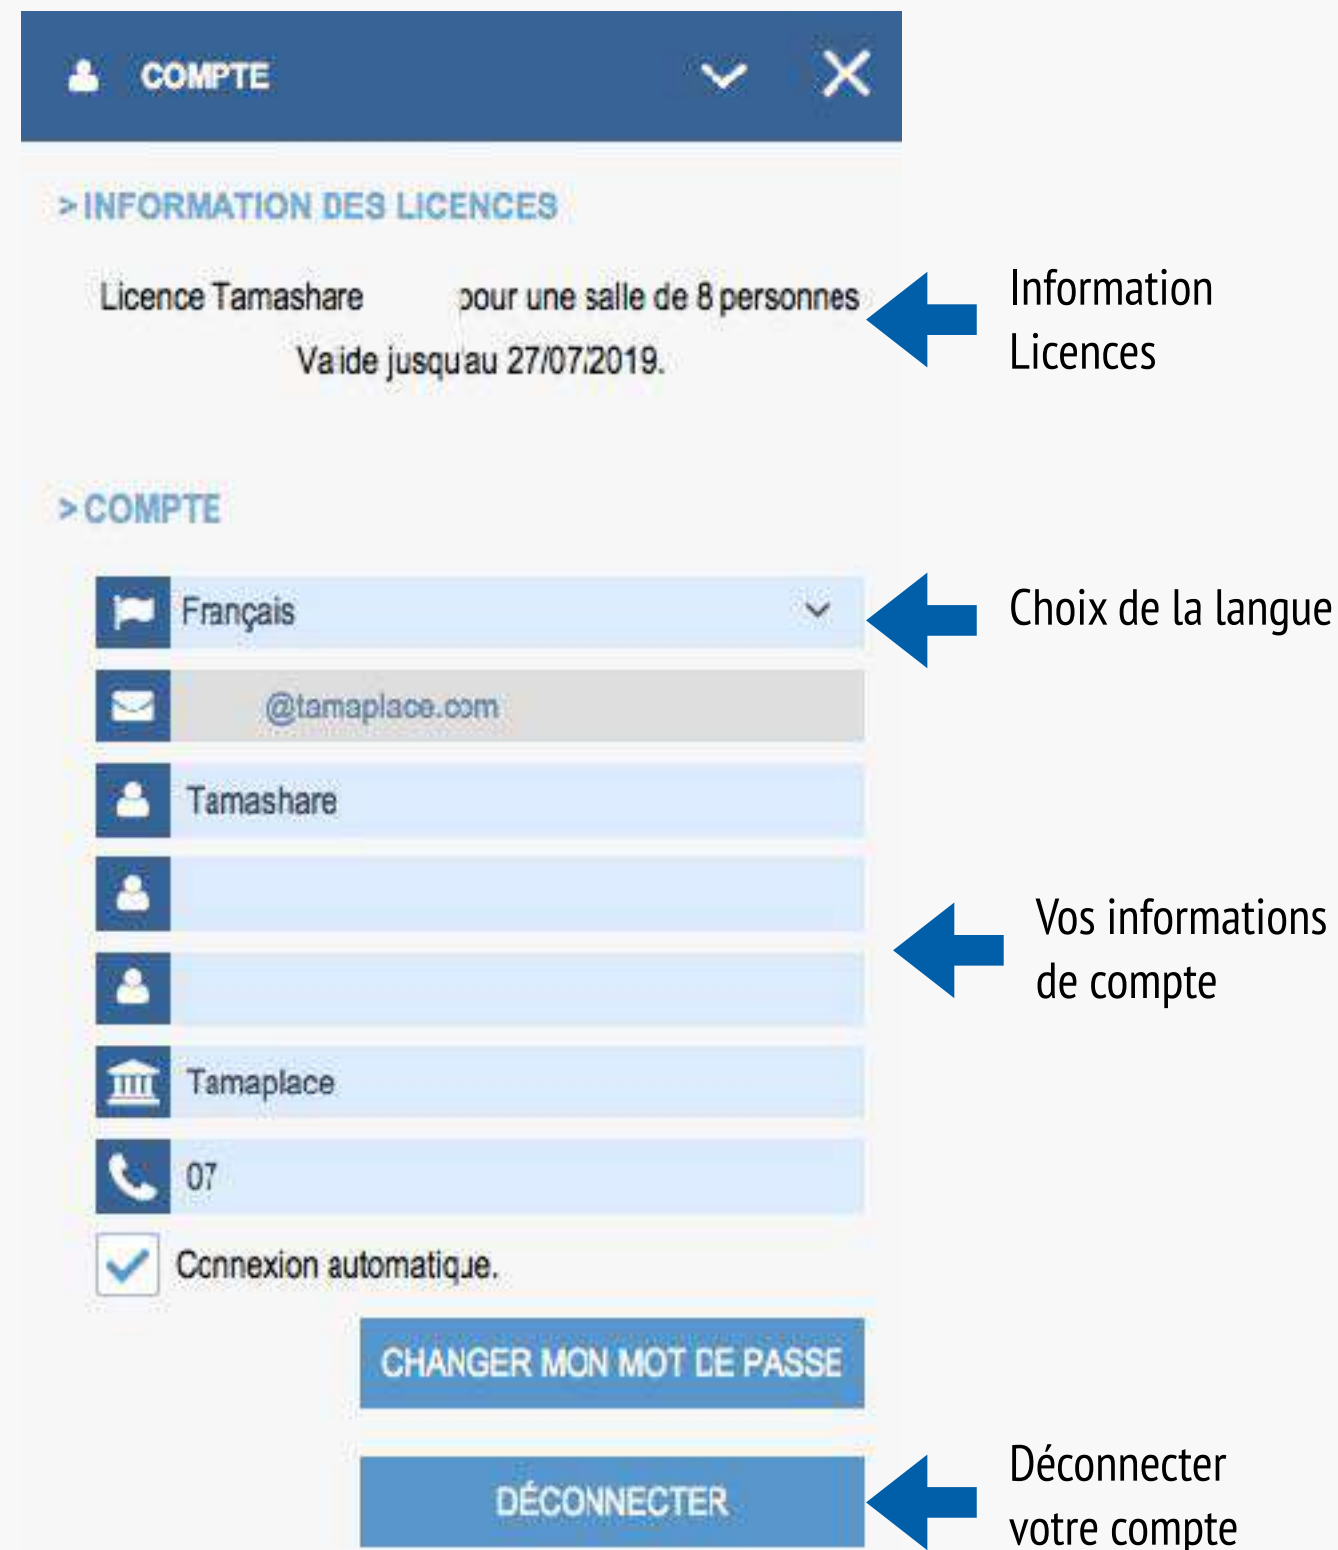 COMPTE
> INFORMATION DES LICENCES
Licence Tamashare pour une salle de 8 personnes
Valide jusqu'au 27/07/2019.
Information
Licences
> COMPTE
Français
Choix de la langue
@tamaplace.com
Tamashare
Vos informations
de compte
Tamaplace
07
Connexion automatique.
CHANGER MON MOT DE PASSE
DÉCONNECTER
Déconnecter
votre compte